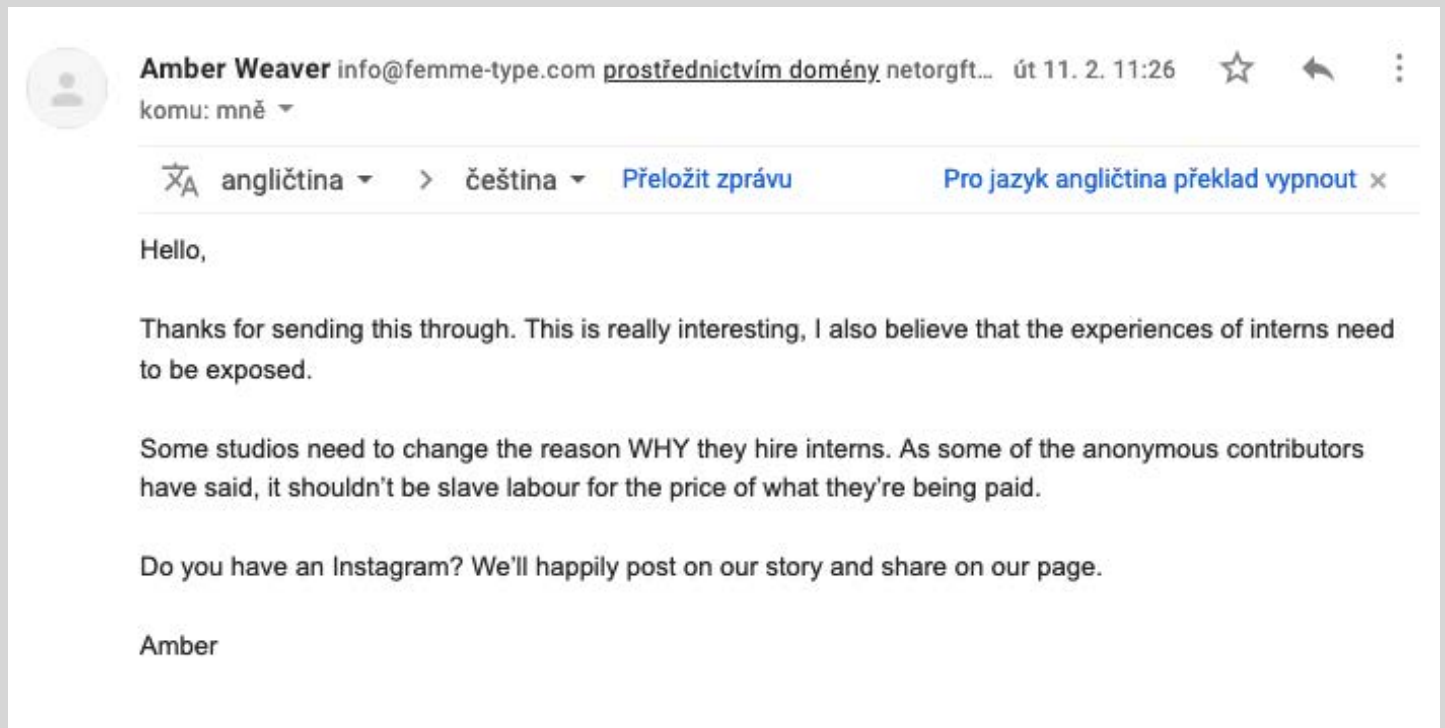 Amber Weaver info@femme-type.com prostřednictvím domény netorgft… út 11. 2. 11:26
komu: mně
angličtina > čeština Přeložit zprávu Pro jazyk angličtina překlad vypnout ×
Hello,
Thanks for sending this through. This is really interesting, I also believe that the experiences of interns need
to be exposed.
Some studios need to change the reason WHY they hire interns. As some of the anonymous contributors
have said, it shouldn't be slave labour for the price of what they're being paid.
Do you have an Instagram? We'll happily post on our story and share on our page.
Amber